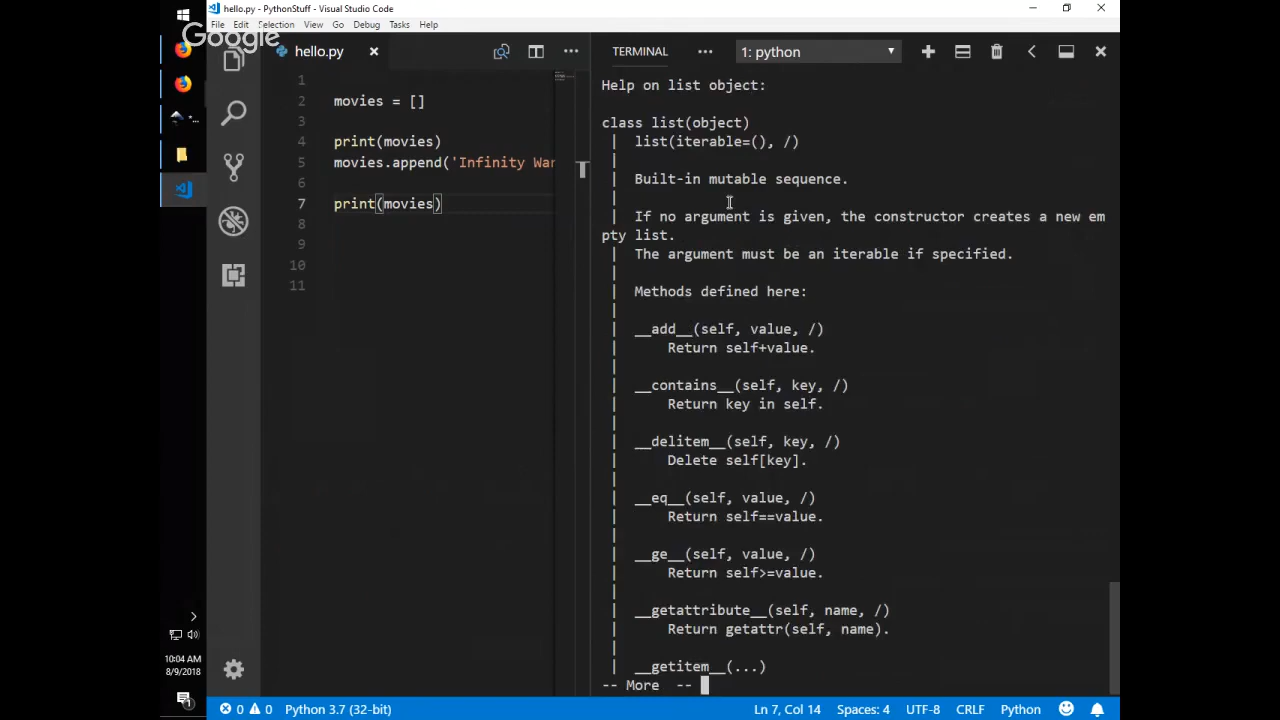 hello.py - PythonStuff - Visual Studio Code
File Edit Selection View Go Debug Tasks Help
Google
hello.py
1
2 movies = []
3
4 print(movies)
5 movies.append('Infinity War
6
7 print(movies)
8
9
10
11
TERMINAL
1: python
Help on list object:
class list(object)
| list(iterable=(), /)
|
| Built-in mutable sequence.
|
| If no argument is given, the constructor creates a new em
pty list.
| The argument must be an iterable if specified.
|
| Methods defined here:
|
| __add__(self, value, /)
| Return self+value.
|
| __contains__(self, key, /)
| Return key in self.
|
| __delitem__(self, key, /)
| Delete self[key].
|
| __eq__(self, value, /)
| Return self==value.
|
| __ge__(self, value, /)
| Return self>=value.
|
| __getattribute__(self, name, /)
| Return getattr(self, name).
|
| __getitem__(...)
-- More --
10:04 AM
8/9/2018
0 0 Python 3.7 (32-bit)
Ln 7, Col 14 Spaces: 4 UTF-8 CRLF Python